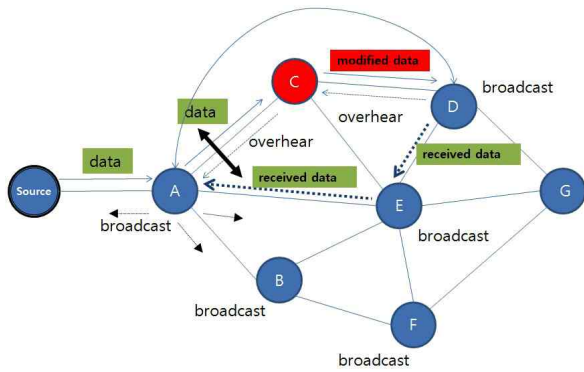 modified data
C
broadcast
D
data
overhear
overhear
data
received data
received data
Source
A
E
G
broadcast
broadcast
B
broadcast
F
broadcast